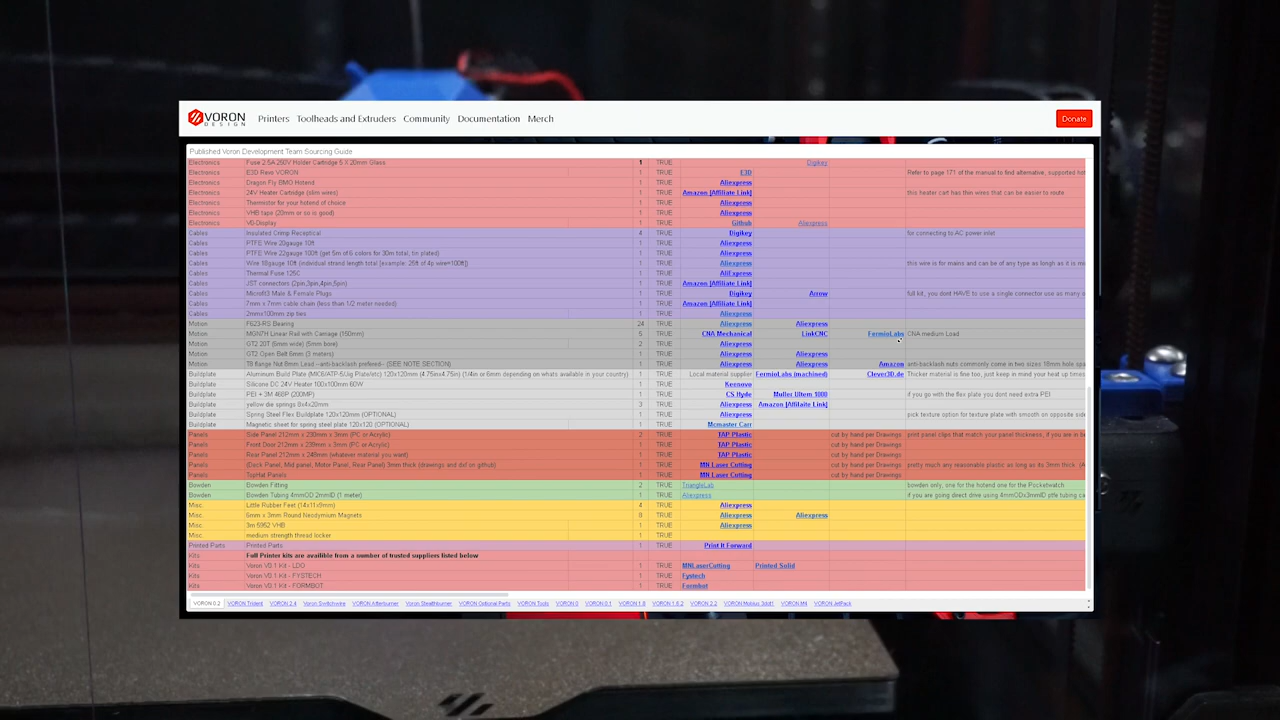 VORON
DESIGN
Printers Toolheads and Extruders Community Documentation Merch
Donate
Published Voron Development Team Sourcing Guide
Electronics Fuse 2.5A 250V Holder Cartridge 5 X 20mm Glass 1 TRUE Digikey
Electronics E3D Revo VORON 1 TRUE E3D Refer to page 171 of the manual to find alternative, supported hot
Electronics Dragon Fly BMO Hotend 1 TRUE Aliexpress
Electronics 24V Heater Cartridge (slim wires) 1 TRUE Amazon [Affiliate Link] this heater cart has thin wires that can be easier to route
Electronics Thermistor for your hotend of choice 1 TRUE Aliexpress
Electronics VHB tape (20mm or so is good) 1 TRUE Aliexpress
Electronics V0-Display 1 TRUE Github Aliexpress
Cables Insulated Crimp Receptical 4 TRUE Digikey for connecting to AC power inlet
Cables PTFE Wire 20gauge 10ft 1 TRUE Aliexpress
Cables PTFE Wire 22gauge 100ft (get 5m of 6 colors for 30m total, tin plated) 1 TRUE Aliexpress
Cables Wire 18gauge 10ft (individual strand length total [example: 25ft of 4p wire=100ft]) 1 TRUE Aliexpress this wire is for mains and can be of any type as longh as it is
Cables Thermal Fuse 125C 1 TRUE AliExpress
Cables JST connectors (2pin,3pin,4pin,5pin) 1 TRUE Amazon [Affiliate Link]
Cables Microfit3 Male & Female Plugs 1 TRUE Digikey Arrow full kit, you dont HAVE to use a single connector use as many
Cables 7mm x 7mm cable chain (less than 1/2 meter needed) 1 TRUE Amazon [Affiliate Link]
Cables 2mmx100mm zip ties 1 TRUE Aliexpress
Motion F623-RS Bearing 24 TRUE Aliexpress Aliexpress
Motion MGN7H Linear Rail with Carriage (150mm) 5 TRUE CNA Mechanical LinkCNC FermioLabs CNA medium Load
Motion GT2 20T (6mm wide) (5mm bore) 2 TRUE Aliexpress
Motion GT2 Open Belt 6mm (3 meters) 1 TRUE Aliexpress Aliexpress
Motion T8 flange Nut 8mm Lead --anti-backlash prefered-- (SEE NOTE SECTION) 1 TRUE Aliexpress Aliexpress Amazon anti-backlash nuts commonly come in two sizes 16mm hole spa
Buildplate Aluminum Build Plate (MIC6/ATP-5/Jig Plate/etc) 120x120mm (4.75inx4.75in) (1/4in or 6mm depending on whats available in your country) 1 TRUE Local material supplier FermioLabs (machined) Clever3D.de Thicker material is fine too, just keep in mind your heat up times
Buildplate Silicone DC 24V Heater 100x100mm 60W 1 TRUE Keenovo
Buildplate PEI + 3M 468P (200MP) 1 TRUE CS Hyde Muller Ultem 1000 if you go with the flex plate you dont need extra PEI
Buildplate yellow die springs 8x4x20mm 3 TRUE Aliexpress Amazon [Affilaite Link]
Buildplate Spring Steel Flex Buildplate 120x120mm (OPTIONAL) 1 TRUE Aliexpress pick texture option for texture plate with smooth on opposite side
Buildplate Magnetic sheet for spring steel plate 120x120 (OPTIONAL) 1 TRUE Mcmaster Carr
Panels Side Panel 212mm x 230mm x 3mm (PC or Acrylic) 2 TRUE TAP Plastic cut by hand per Drawings print panel clips that match your panel thickness, if you are in
Panels Front Door 212mm x 239mm x 3mm (PC or Acrylic) 1 TRUE TAP Plastic cut by hand per Drawings
Panels Rear Panel 212mm x 248mm (whatever material you want) 1 TRUE TAP Plastic cut by hand per Drawings
Panels (Deck Panel, Mid panel, Motor Panel, Rear Panel) 3mm thick (drawings and dxf on github) 1 TRUE MN Laser Cutting cut by hand per Drawings pretty much any reasonable plastic as long as its 3mm thick
Panels TopHat Panels 1 TRUE MN Laser Cutting cut by hand per Drawings
Bowden Bowden Fitting 2 TRUE TriangleLab bowden only, one for the hotend one for the Pocketwatch
Bowden Bowden Tubing 4mmOD 2mmID (1 meter) 1 TRUE Aliexpress if you are going direct drive using 4mmODx3mmID ptfe tubing
Misc. Little Rubber Feet (14x11x9mm) 4 TRUE Aliexpress
Misc. 6mm x 3mm Round Neodymium Magnets 8 TRUE Aliexpress Aliexpress
Misc. 3m 5952 VHB 1 TRUE Aliexpress
Misc. medium strength thread locker 1 TRUE
Printed Parts Printed Parts 1 TRUE Print It Forward
Kits Full Printer kits are availible from a number of trusted suppliers listed below
Kits Voron V0.1 Kit - LDO 1 TRUE MNLaserCutting Printed Solid
Kits Voron V0.1 Kit - FYSTECH 1 TRUE Fystech
Kits Voron V0.1 Kit - FORMBOT 1 TRUE Formbot
VORON 0.2 VORON Trident VORON 2.4 Voron Switchwire VORON Afterburner Voron Stealthburner VORON Optional Parts VORON Tools VORON 0 VORON 0.1 VORON 1.8 VORON 1.8.2 VORON 2.2 VORON Mobius 3dot1 VORON M4 VORON JetPack